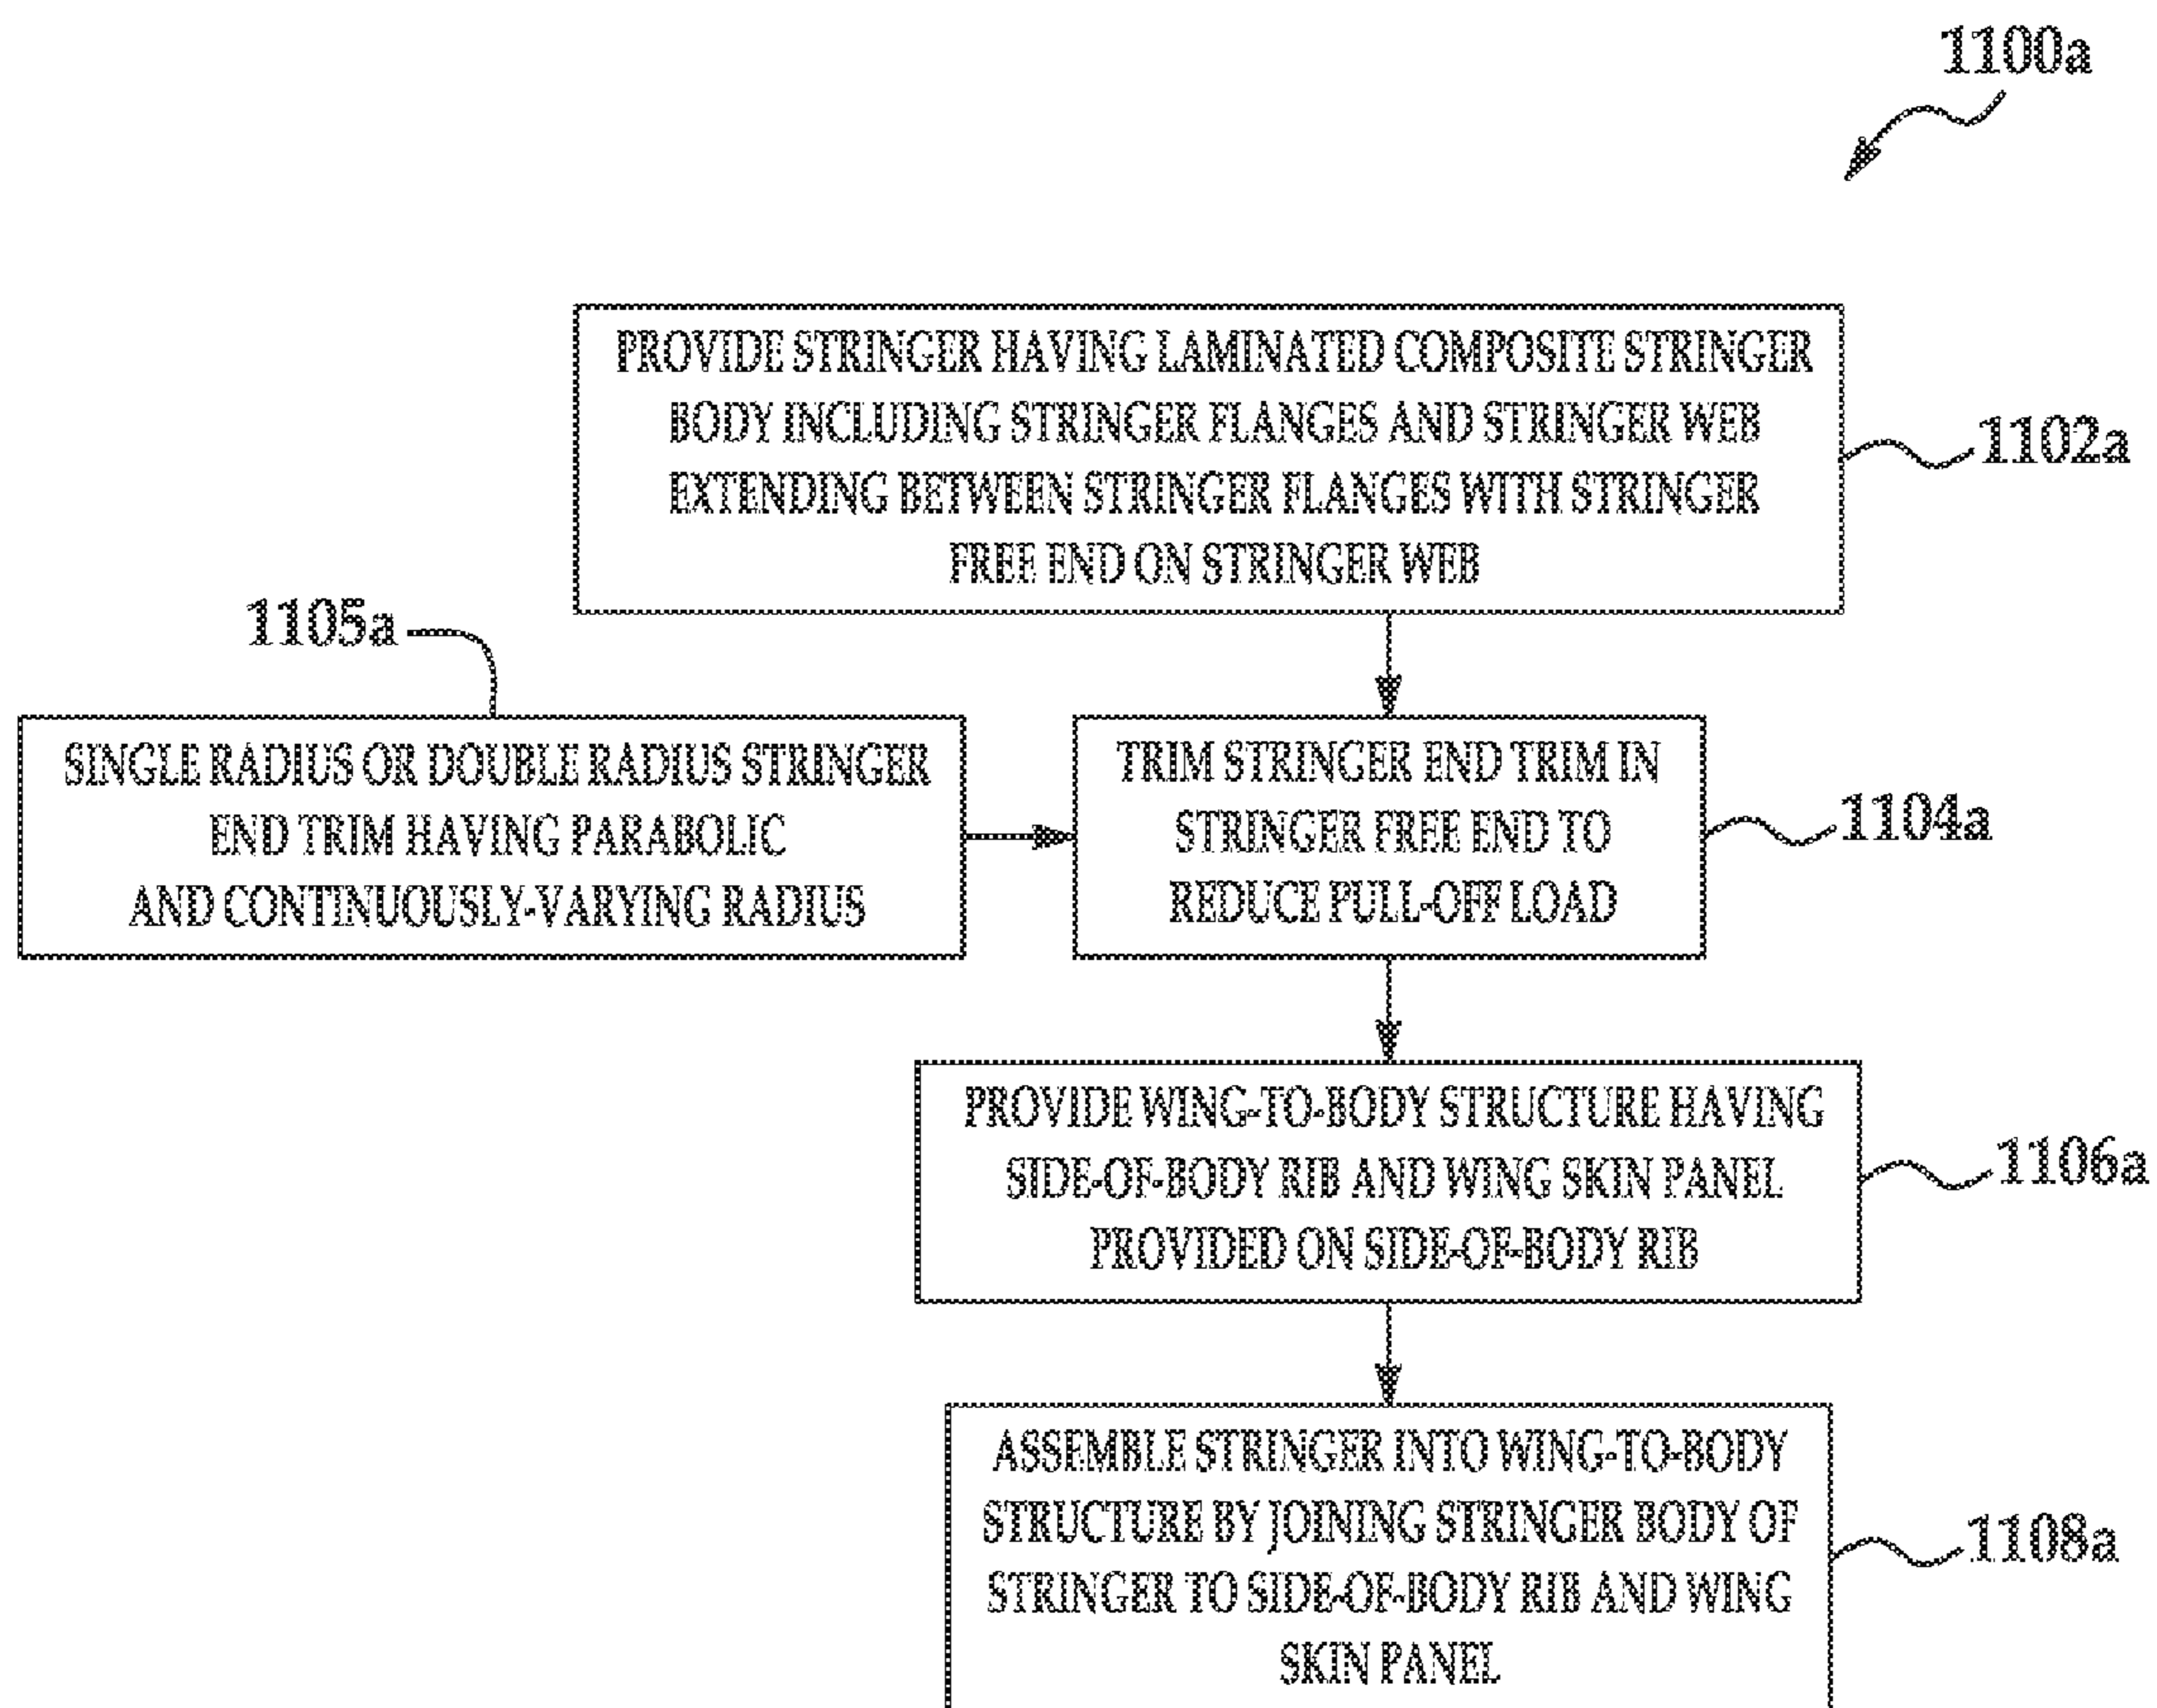 1100a
PROVIDE STRINGER HAVING LAMINATED COMPOSITE STRINGER
BODY INCLUDING STRINGER FLANGES AND STRINGER WEB
EXTENDING BETWEEN STRINGER FLANGES WITH STRINGER
FREE END ON STRINGER WEB
1102a
1105a
SINGLE RADIUS OR DOUBLE RADIUS STRINGER
END TRIM HAVING PARABOLIC
AND CONTINUOUSLY-VARYING RADIUS
TRIM STRINGER END TRIM IN
STRINGER FREE END TO
REDUCE PULL-OFF LOAD
1104a
PROVIDE WING-TO-BODY STRUCTURE HAVING
SIDE-OF-BODY RIB AND WING SKIN PANEL
PROVIDED ON SIDE-OF-BODY RIB
1106a
ASSEMBLE STRINGER INTO WING-TO-BODY
STRUCTURE BY JOINING STRINGER BODY OF
STRINGER TO SIDE-OF-BODY RIB AND WING
SKIN PANEL
1108a